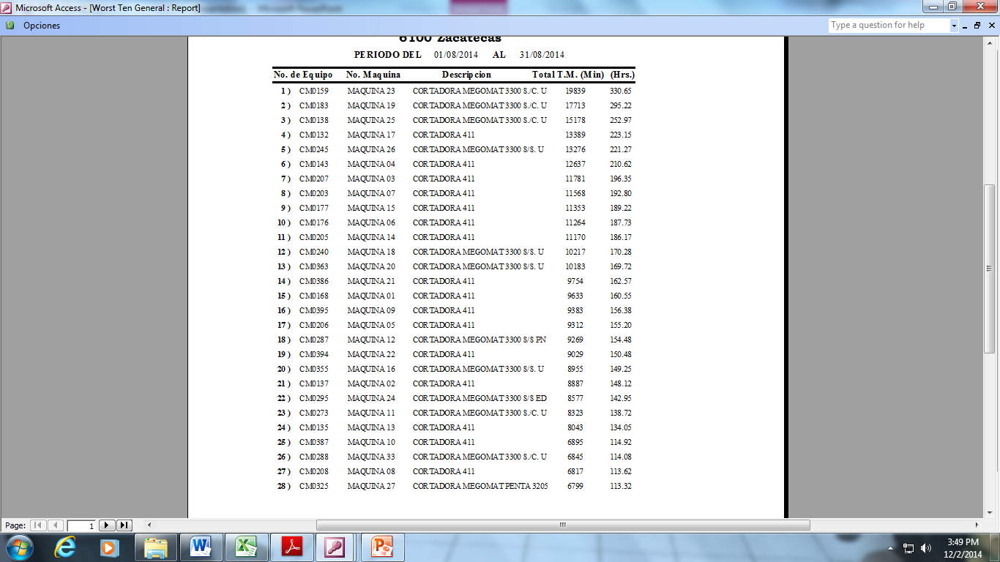 Microsoft Access - [Worst Ten General : Report]
Opciones
Type a question for help
6100 Zacatecas
PERIODO DEL 01/08/2014 AL 31/08/2014
No. de Equipo No. Maquina Descripcion Total T.M. (Min) (Hrs.)
1 ) CM0159 MAQUINA 23 CORTADORA MEGOMAT 3300 S./C. U 19839 330.65
2 ) CM0183 MAQUINA 19 CORTADORA MEGOMAT 3300 S./C. U 17713 295.22
3 ) CM0138 MAQUINA 25 CORTADORA MEGOMAT 3300 S./C. U 15178 252.97
4 ) CM0132 MAQUINA 17 CORTADORA 411 13389 223.15
5 ) CM0245 MAQUINA 26 CORTADORA MEGOMAT 3300 S/S. U 13276 221.27
6 ) CM0143 MAQUINA 04 CORTADORA 411 12637 210.62
7 ) CM0207 MAQUINA 03 CORTADORA 411 11781 196.35
8 ) CM0203 MAQUINA 07 CORTADORA 411 11568 192.80
9 ) CM0177 MAQUINA 15 CORTADORA 411 11353 189.22
10 ) CM0176 MAQUINA 06 CORTADORA 411 11264 187.73
11 ) CM0205 MAQUINA 14 CORTADORA 411 11170 186.17
12 ) CM0240 MAQUINA 18 CORTADORA MEGOMAT 3300 S/S. U 10217 170.28
13 ) CM0363 MAQUINA 20 CORTADORA MEGOMAT 3300 S/S. U 10183 169.72
14 ) CM0386 MAQUINA 21 CORTADORA 411 9754 162.57
15 ) CM0168 MAQUINA 01 CORTADORA 411 9633 160.55
16 ) CM0395 MAQUINA 09 CORTADORA 411 9383 156.38
17 ) CM0206 MAQUINA 05 CORTADORA 411 9312 155.20
18 ) CM0287 MAQUINA 12 CORTADORA MEGOMAT 3300 S/S PN 9269 154.48
19 ) CM0394 MAQUINA 22 CORTADORA 411 9029 150.48
20 ) CM0355 MAQUINA 16 CORTADORA MEGOMAT 3300 S/S. U 8955 149.25
21 ) CM0137 MAQUINA 02 CORTADORA 411 8887 148.12
22 ) CM0295 MAQUINA 24 CORTADORA MEGOMAT 3300 S/S ED 8577 142.95
23 ) CM0273 MAQUINA 11 CORTADORA MEGOMAT 3300 S./C. U 8323 138.72
24 ) CM0135 MAQUINA 13 CORTADORA 411 8043 134.05
25 ) CM0387 MAQUINA 10 CORTADORA 411 6895 114.92
26 ) CM0288 MAQUINA 33 CORTADORA MEGOMAT 3300 S./C. U 6845 114.08
27 ) CM0208 MAQUINA 08 CORTADORA 411 6817 113.62
28 ) CM0325 MAQUINA 27 CORTADORA MEGOMAT PENTA 3205 6799 113.32
Page: 1
3:49 PM
12/2/2014